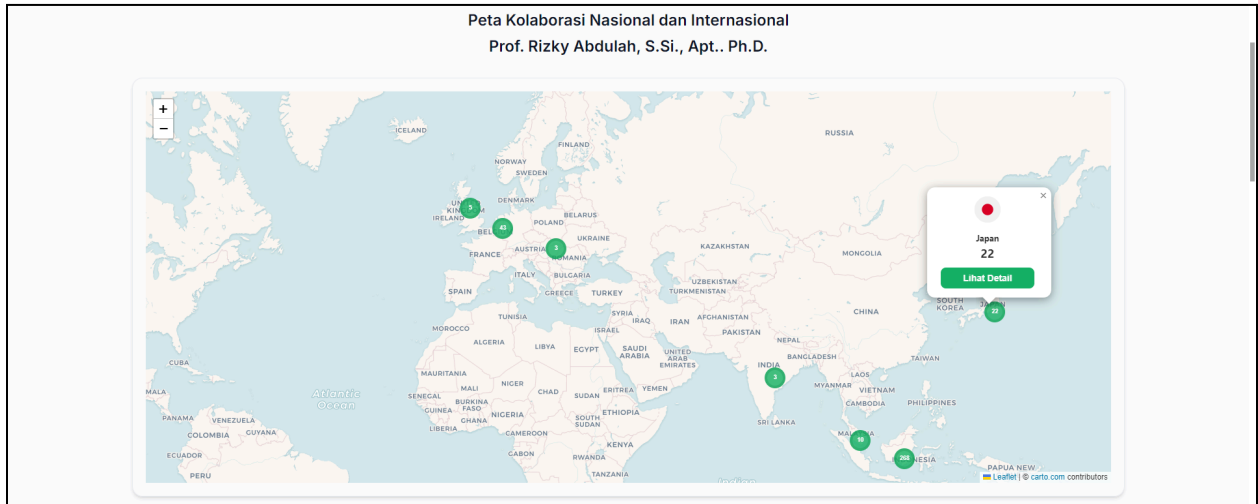 Peta Kolaborasi Nasional dan Internasional
Prof. Rizky Abdulah, S.Si., Apt.. Ph.D.
+
−
ICELAND
RUSSIA
FINLAND
NORWAY
SWEDEN
DENMARK
IRELAND
5
43
POLAND
BELARUS
UKRAINE
AUSTRIA
3
FRANCE
KAZAKHSTAN
MONGOLIA
×
Japan
22
Lihat Detail
ITALY
BULGARIA
SPAIN
GREECE
TURKEY
UZBEKISTAN
TURKMENISTAN
SOUTH
KOREA
22
CHINA
TUNISIA
SYRIA
IRAQ
IRAN
AFGHANISTAN
MOROCCO
ISRAEL
PAKISTAN
NEPAL
ALGERIA
LIBYA
EGYPT
SAUDI
ARABIA
UNITED
ARAB
EMIRATES
INDIA
3
BANGLADESH
TAIWAN
CUBA
MAURITANIA
LAOS
MYANMAR
VIETNAM
MALA
Atlantic
Ocean
MALI
NIGER
CHAD
SUDAN
ERITREA
YEMEN
SENEGAL
BURKINA
FASO
CAMBODIA
PHILIPPINES
GUINEA
GHANA
NIGERIA
SOUTH
SUDAN
ETHIOPIA
PANAMA
VENEZUELA
GUYANA
LIBERIA
SRI LANKA
COLOMBIA
CAMEROON
KENYA
10
ECUADOR
GABON
RWANDA
268
PERU
TANZANIA
PAPUA NEW
Leaflet | © carto.com contributors